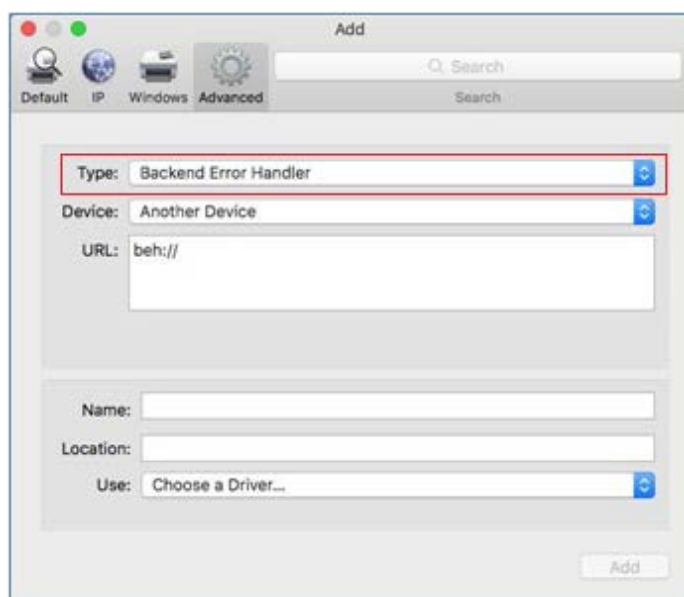 Add
Search
Default IP Windows Advanced Search
Type: Backend Error Handler
Device: Another Device
URL: beh://
Name:
Location:
Use: Choose a Driver...
Add